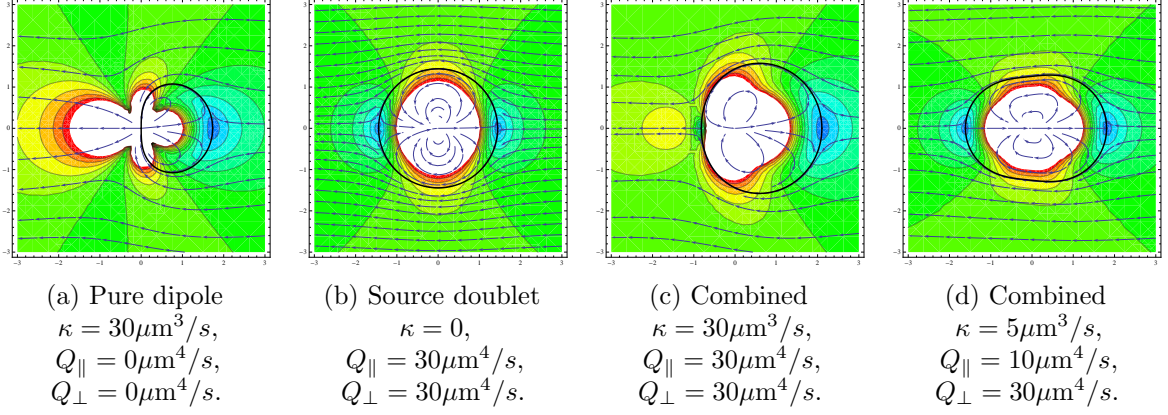 (a) Pure dipole
κ = 30μm³/s,
Q∥ = 0μm⁴/s,
Q⊥ = 0μm⁴/s.
(b) Source doublet
κ = 0,
Q∥ = 30μm⁴/s,
Q⊥ = 30μm⁴/s.
(c) Combined
κ = 30μm³/s,
Q∥ = 30μm⁴/s,
Q⊥ = 30μm⁴/s.
(d) Combined
κ = 5μm³/s,
Q∥ = 10μm⁴/s,
Q⊥ = 30μm⁴/s.